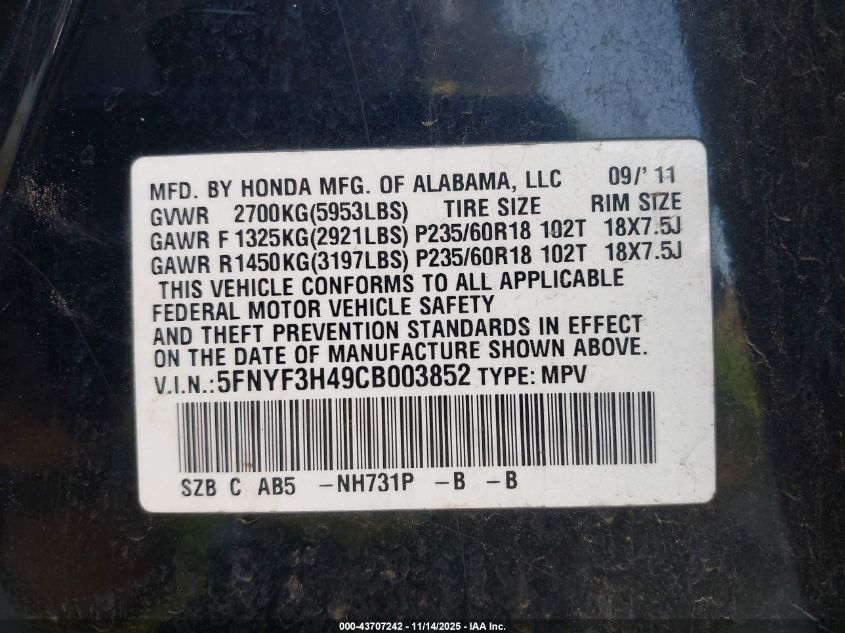 MFD. BY HONDA MFG. OF ALABAMA, LLC 09/' 11
GVWR 2700KG(5953LBS) TIRE SIZE RIM SIZE
GAWR F 1325KG(2921LBS) P235/60R18 102T 18X7.5J
GAWR R1450KG(3197LBS) P235/60R18 102T 18X7.5J
THIS VEHICLE CONFORMS TO ALL APPLICABLE
FEDERAL MOTOR VEHICLE SAFETY
AND THEFT PREVENTION STANDARDS IN EFFECT
ON THE DATE OF MANUFACTURE SHOWN ABOVE.
V.I.N.:5FNYF3H49CB003852 TYPE: MPV
SZB C AB5 -NH731P -B -B
000-43707242 - 11/14/2025 - IAA Inc.